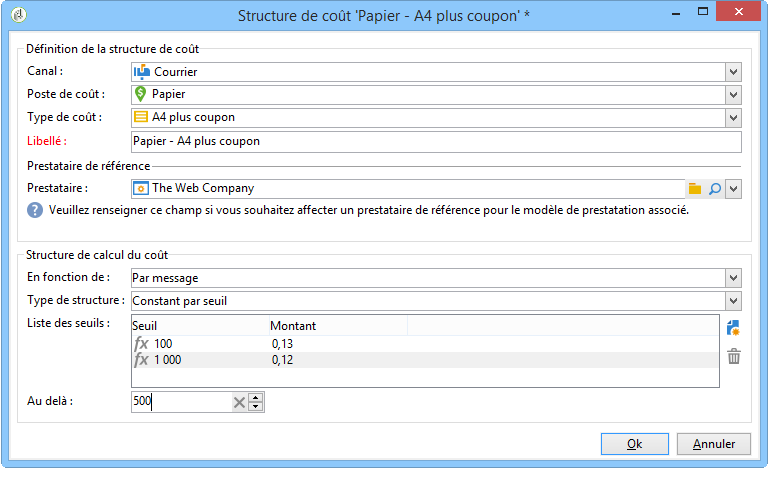 Structure de coût 'Papier - A4 plus coupon' *
Définition de la structure de coût
Canal : Courrier
Poste de coût : Papier
Type de coût : A4 plus coupon
Libellé : Papier - A4 plus coupon
Prestataire de référence
Prestataire : The Web Company
? Veuillez renseigner ce champ si vous souhaitez affecter un prestataire de référence pour le modèle de prestatation associé.
Structure de calcul du coût
En fonction de : Par message
Type de structure : Constant par seuil
Liste des seuils : Seuil Montant
fx 100 0,13
fx 1 000 0,12
Au delà : 500
Ok Annuler